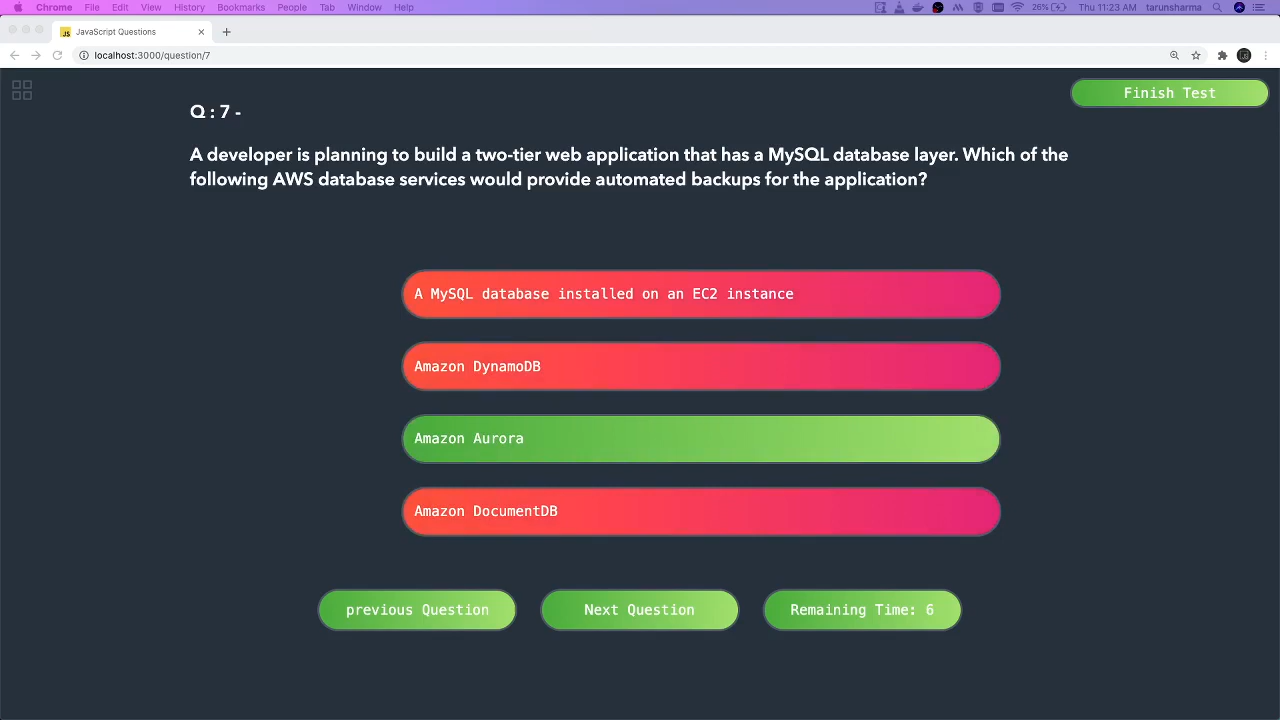 Chrome File Edit View History Bookmarks People Tab Window Help 26% Thu 11:23 AM tarunsharma
JS JavaScript Questions
localhost:3000/question/7
Finish Test
Q : 7 -
A developer is planning to build a two-tier web application that has a MySQL database layer. Which of the
following AWS database services would provide automated backups for the application?
A MySQL database installed on an EC2 instance
Amazon DynamoDB
Amazon Aurora
Amazon DocumentDB
previous Question Next Question Remaining Time: 6